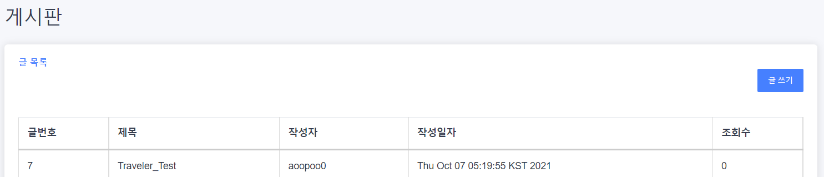 게시판
글 목록
글 쓰기
글번호 제목 작성자 작성일자 조회수
7 Traveler_Test aoopoo0 Thu Oct 07 05:19:55 KST 2021 0